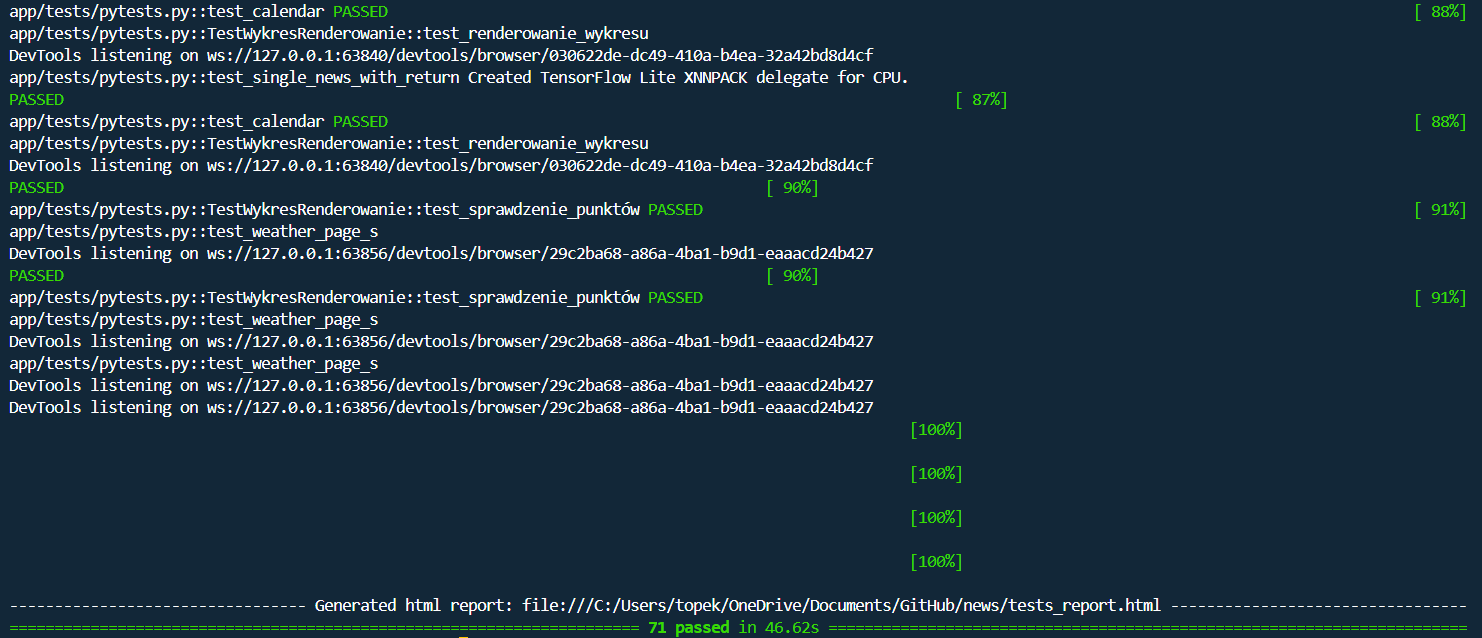 app/tests/pytests.py::test_calendar PASSED [ 88%]
app/tests/pytests.py::TestWykresRenderowanie::test_renderowanie_wykresu
DevTools listening on ws://127.0.0.1:63840/devtools/browser/030622de-dc49-410a-b4ea-32a42bd8d4cf
app/tests/pytests.py::test_single_news_with_return Created TensorFlow Lite XNNPACK delegate for CPU.
PASSED [ 87%]
app/tests/pytests.py::test_calendar PASSED [ 88%]
app/tests/pytests.py::TestWykresRenderowanie::test_renderowanie_wykresu
DevTools listening on ws://127.0.0.1:63840/devtools/browser/030622de-dc49-410a-b4ea-32a42bd8d4cf
PASSED [ 90%]
app/tests/pytests.py::TestWykresRenderowanie::test_sprawdzenie_punktów PASSED [ 91%]
app/tests/pytests.py::test_weather_page_s
DevTools listening on ws://127.0.0.1:63856/devtools/browser/29c2ba68-a86a-4ba1-b9d1-eaaacd24b427
PASSED [ 90%]
app/tests/pytests.py::TestWykresRenderowanie::test_sprawdzenie_punktów PASSED [ 91%]
app/tests/pytests.py::test_weather_page_s
DevTools listening on ws://127.0.0.1:63856/devtools/browser/29c2ba68-a86a-4ba1-b9d1-eaaacd24b427
app/tests/pytests.py::test_weather_page_s
DevTools listening on ws://127.0.0.1:63856/devtools/browser/29c2ba68-a86a-4ba1-b9d1-eaaacd24b427
DevTools listening on ws://127.0.0.1:63856/devtools/browser/29c2ba68-a86a-4ba1-b9d1-eaaacd24b427
[100%]
[100%]
[100%]
[100%]
--------------------------------- Generated html report: file:///C:/Users/topek/OneDrive/Documents/GitHub/news/tests_report.html ---------------------------------
====================================================================== 71 passed in 46.62s =======================================================================